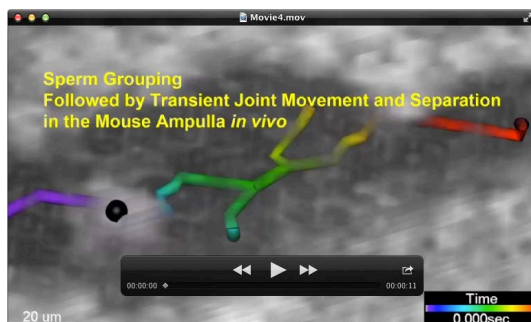 Movie4.mov
Sperm Grouping
Followed by Transient Joint Movement and Separation
in the Mouse Ampulla in vivo
00:00:00
00:00:11
20 um
Time
0.000sec